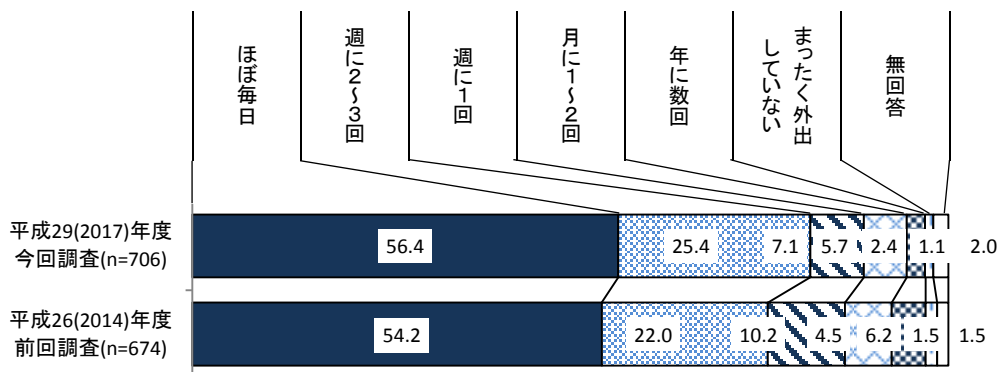 ほぼ毎日
週に２～３回
週に１回
月に１～２回
年に数回
まったく外出
していない
無回答
平成29(2017)年度
今回調査(n=706)
56.4
25.4
7.1
5.7
2.4
1.1
2.0
平成26(2014)年度
前回調査(n=674)
54.2
22.0
10.2
4.5
6.2
1.5
1.5